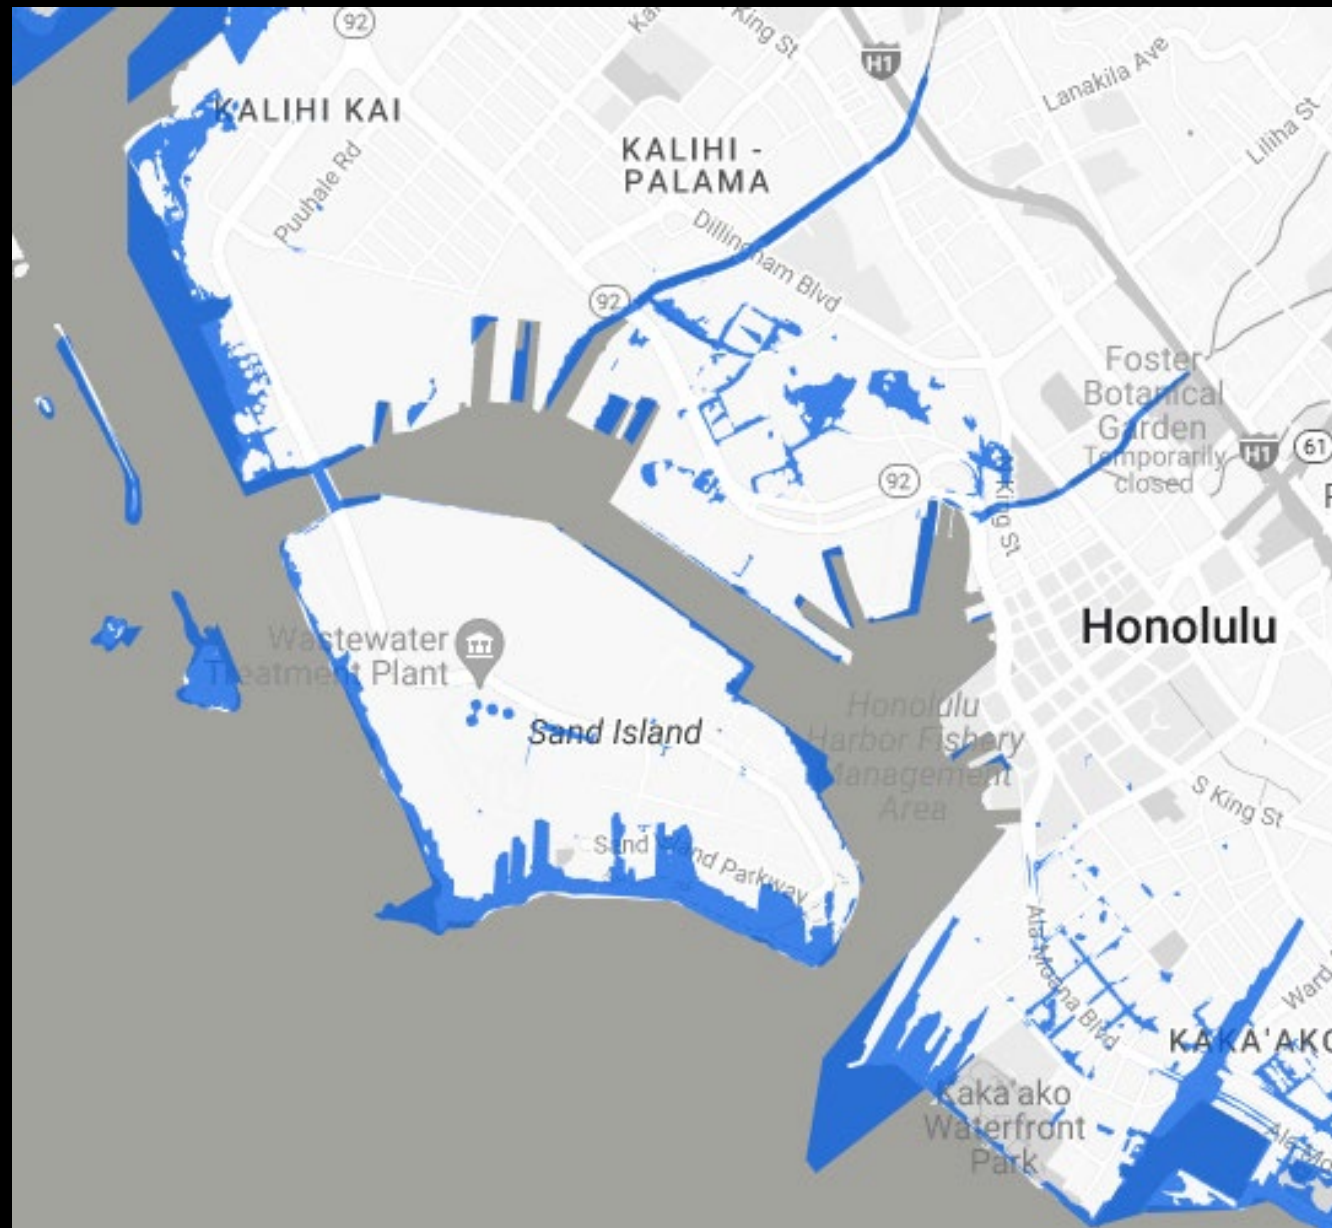 92
King St
H1
Lanakila Ave
Liliha St
KALIHI KAI
Puuhale Rd
KALIHI -
PALAMA
Dillingham Blvd
92
Foster
Botanical
Garden
Temporarily
closed
H1
61
92
King St
Honolulu
Wastewater
Treatment Plant
Sand Island
Honolulu
Harbor Fishery
Management
Area
S King St
Sand Island Parkway
Ala Moana Blvd
Ward
KAKA'AKO
Kaka'ako
Waterfront
Park
Ala Mo